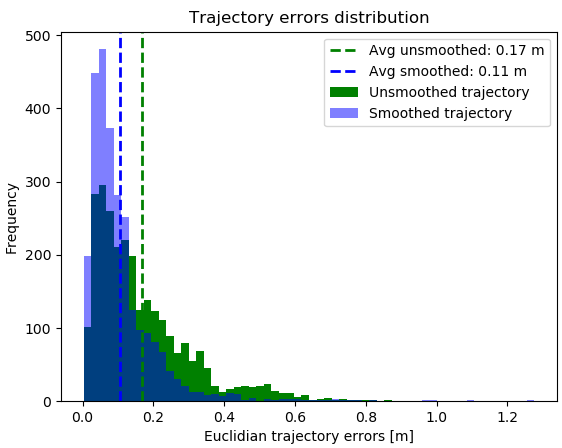 Trajectory errors distribution
Avg unsmoothed: 0.17 m
Avg smoothed: 0.11 m
Unsmoothed trajectory
Smoothed trajectory
Frequency
500
400
300
200
100
0
0.0 0.2 0.4 0.6 0.8 1.0 1.2
Euclidian trajectory errors [m]